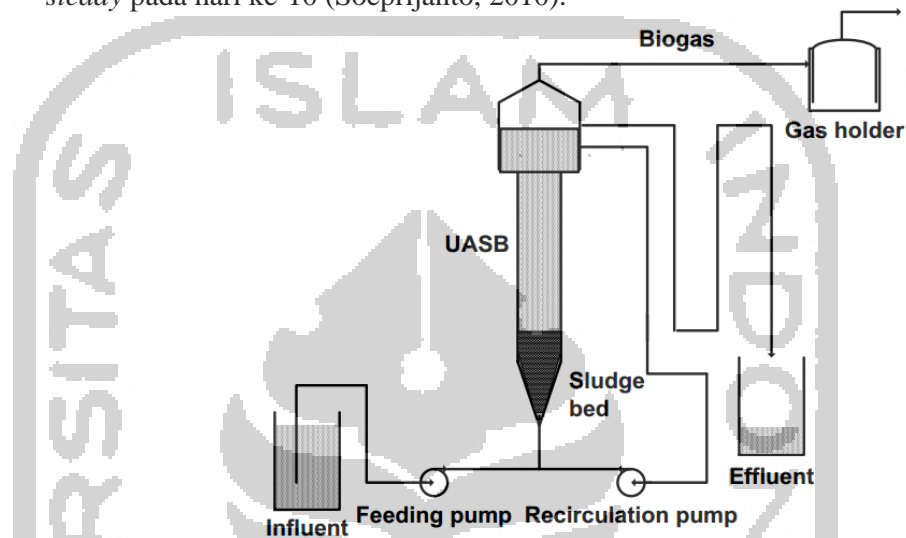 steady pada hari ke-10 (Soeprijanto, 2010).
Biogas
ISLAM
Gas holder
UASB
Sludge
bed
Effluent
Feeding pump
Recirculation pump
Influent